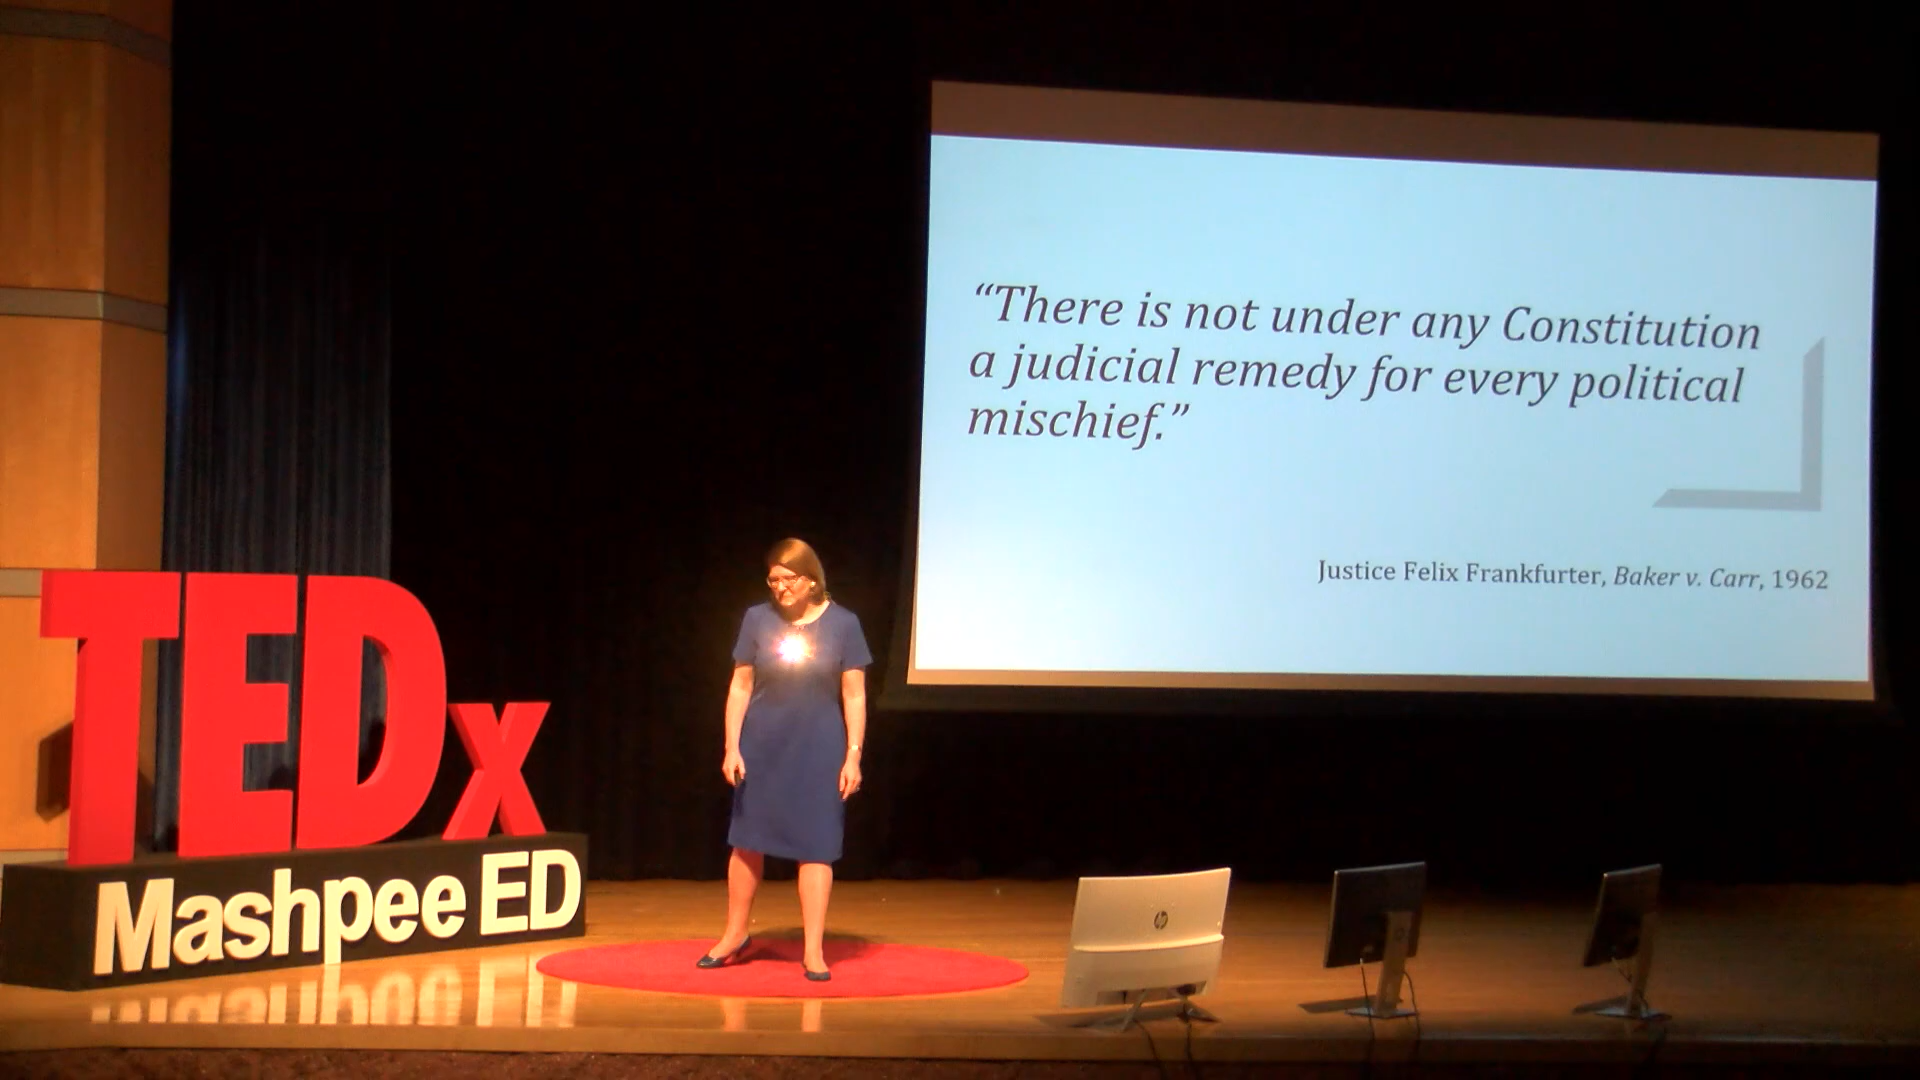 “There is not under any Constitution
a judicial remedy for every political
mischief.”
Justice Felix Frankfurter, Baker v. Carr, 1962
TEDx
Mashpee ED
hp